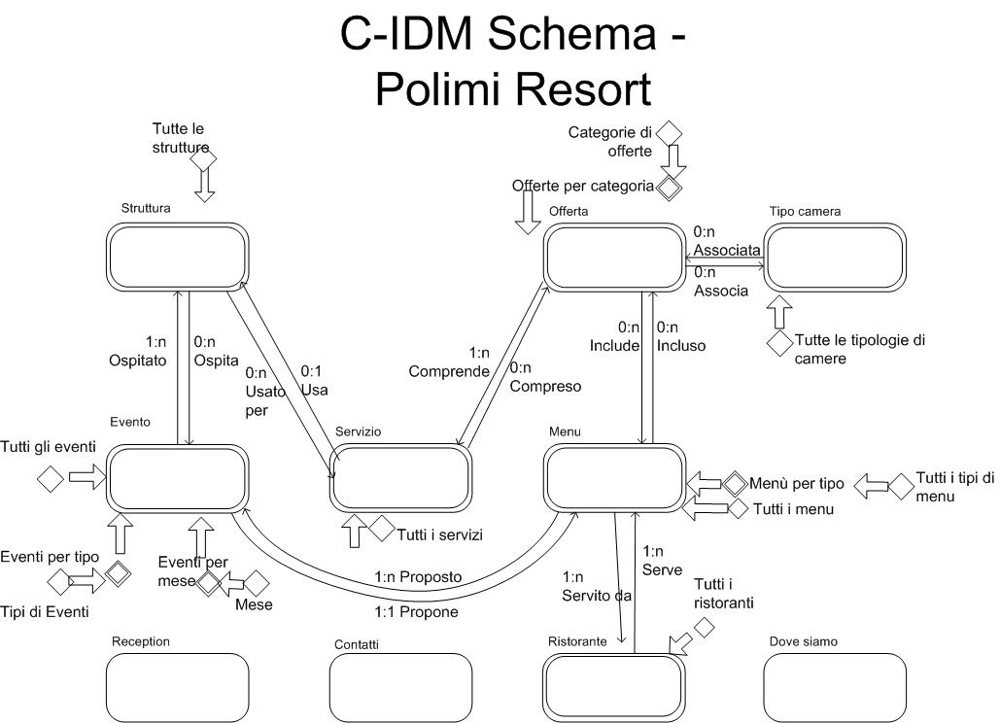 C-IDM Schema -
Polimi Resort
Tutte le
strutture
Categorie di
offerte
Offerte per categoria
Struttura
Offerta
Tipo camera
0:n
Associata
0:n
Associa
1:n
Ospitato
0:n
Ospita
0:n
Usato
per
0:1
Usa
1:n
Comprende
0:n
Compreso
0:n
Include
0:n
Incluso
Tutte le tipologie di
camere
Evento
Servizio
Menu
Tutti gli eventi
Menù per tipo
Tutti i tipi di
menu
Tutti i menu
Tutti i servizi
Eventi per tipo
Eventi per
mese
Tipi di Eventi
Mese
1:n Proposto
1:1 Propone
1:n
Servito da
1:n
Serve
Tutti i
ristoranti
Reception
Contatti
Ristorante
Dove siamo